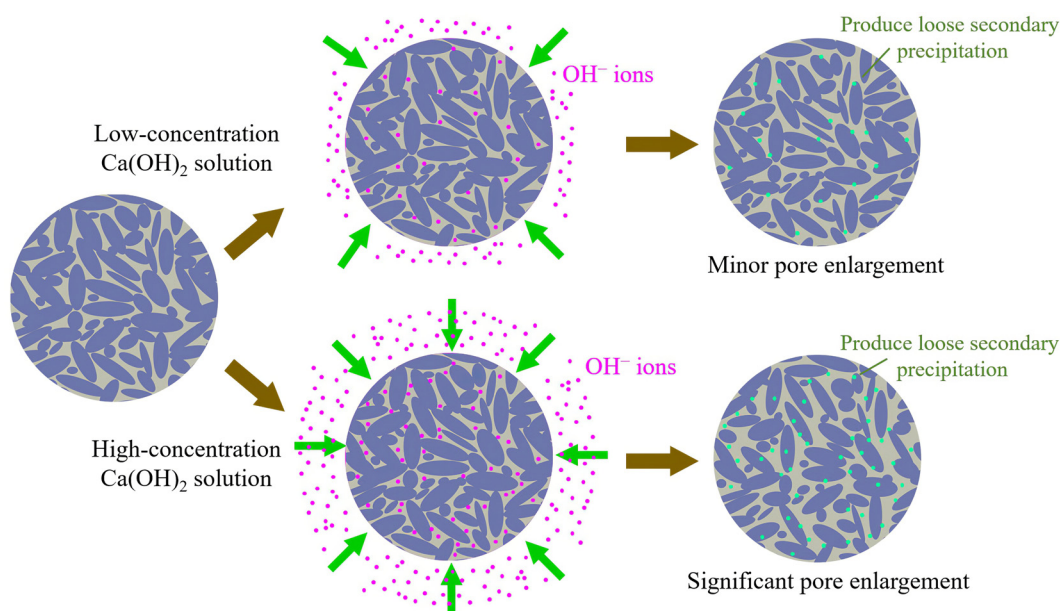 Low-concentration
Ca(OH)₂ solution
OH⁻ ions
Produce loose secondary
precipitation
Minor pore enlargement
High-concentration
Ca(OH)₂ solution
OH⁻ ions
Produce loose secondary
precipitation
Significant pore enlargement